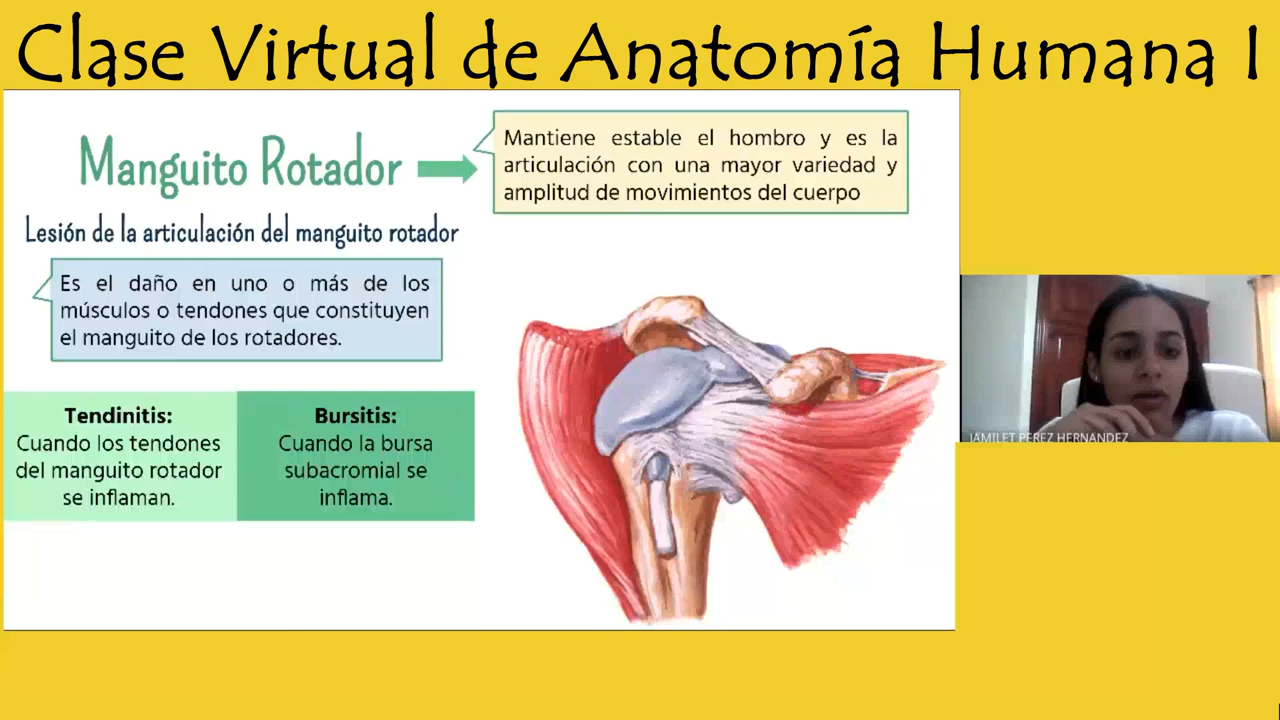 Clase Virtual de Anatomía Humana I
Manguito Rotador
Mantiene estable el hombro y es la
articulación con una mayor variedad y
amplitud de movimientos del cuerpo
Lesión de la articulación del manguito rotador
Es el daño en uno o más de los
músculos o tendones que constituyen
el manguito de los rotadores.
Tendinitis:
Cuando los tendones
del manguito rotador
se inflaman.
Bursitis:
Cuando la bursa
subacromial se
inflama.
JAMILET PEREZ HERNANDEZ